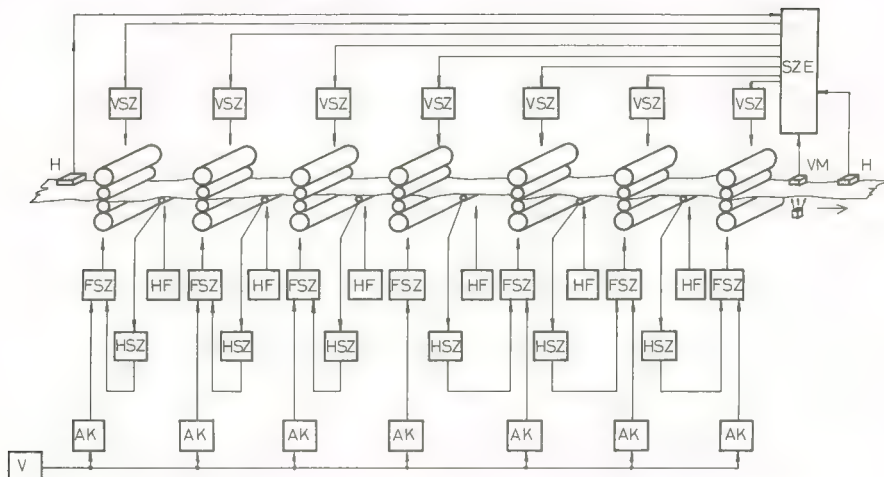 SZE
VSZ VSZ VSZ VSZ VSZ VSZ VSZ
H VM H
FSZ HF FSZ HF FSZ HF FSZ HF FSZ HF FSZ HF FSZ
HSZ HSZ HSZ HSZ HSZ HSZ
AK AK AK AK AK AK AK
V